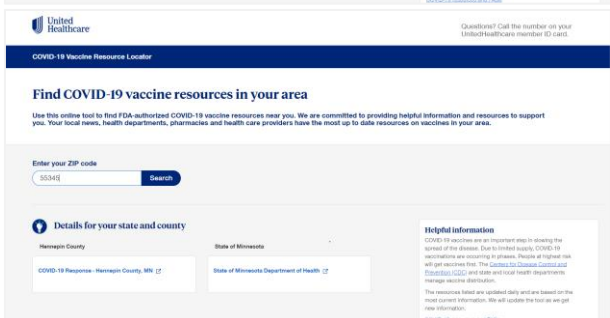 United
Healthcare
Questions? Call the number on your
UnitedHealthcare member ID card.
COVID-19 Vaccine Resource Locator
Find COVID-19 vaccine resources in your area
Use this online tool to find FDA-authorized COVID-19 vaccine resources near you. We are committed to providing helpful information and resources to support
you. Your local news, health departments, pharmacies and health care providers have the most up to date resources on vaccines in your area.
Enter your ZIP code
55345
Search
Details for your state and county
Hennepin County
State of Minnesota
COVID-19 Response - Hennepin County, MN
State of Minnesota Department of Health
Helpful information
COVID-19 vaccines are an important step in slowing the
spread of the disease. Due to limited supply, COVID-19
vaccinations are occurring in phases. People at highest risk
will get vaccines first. The Centers for Disease Control and
Prevention (CDC) and state and local health departments
manage vaccine distribution.
The resources listed are updated daily and are based on the
most current information. We will update the tool as we get
new information.